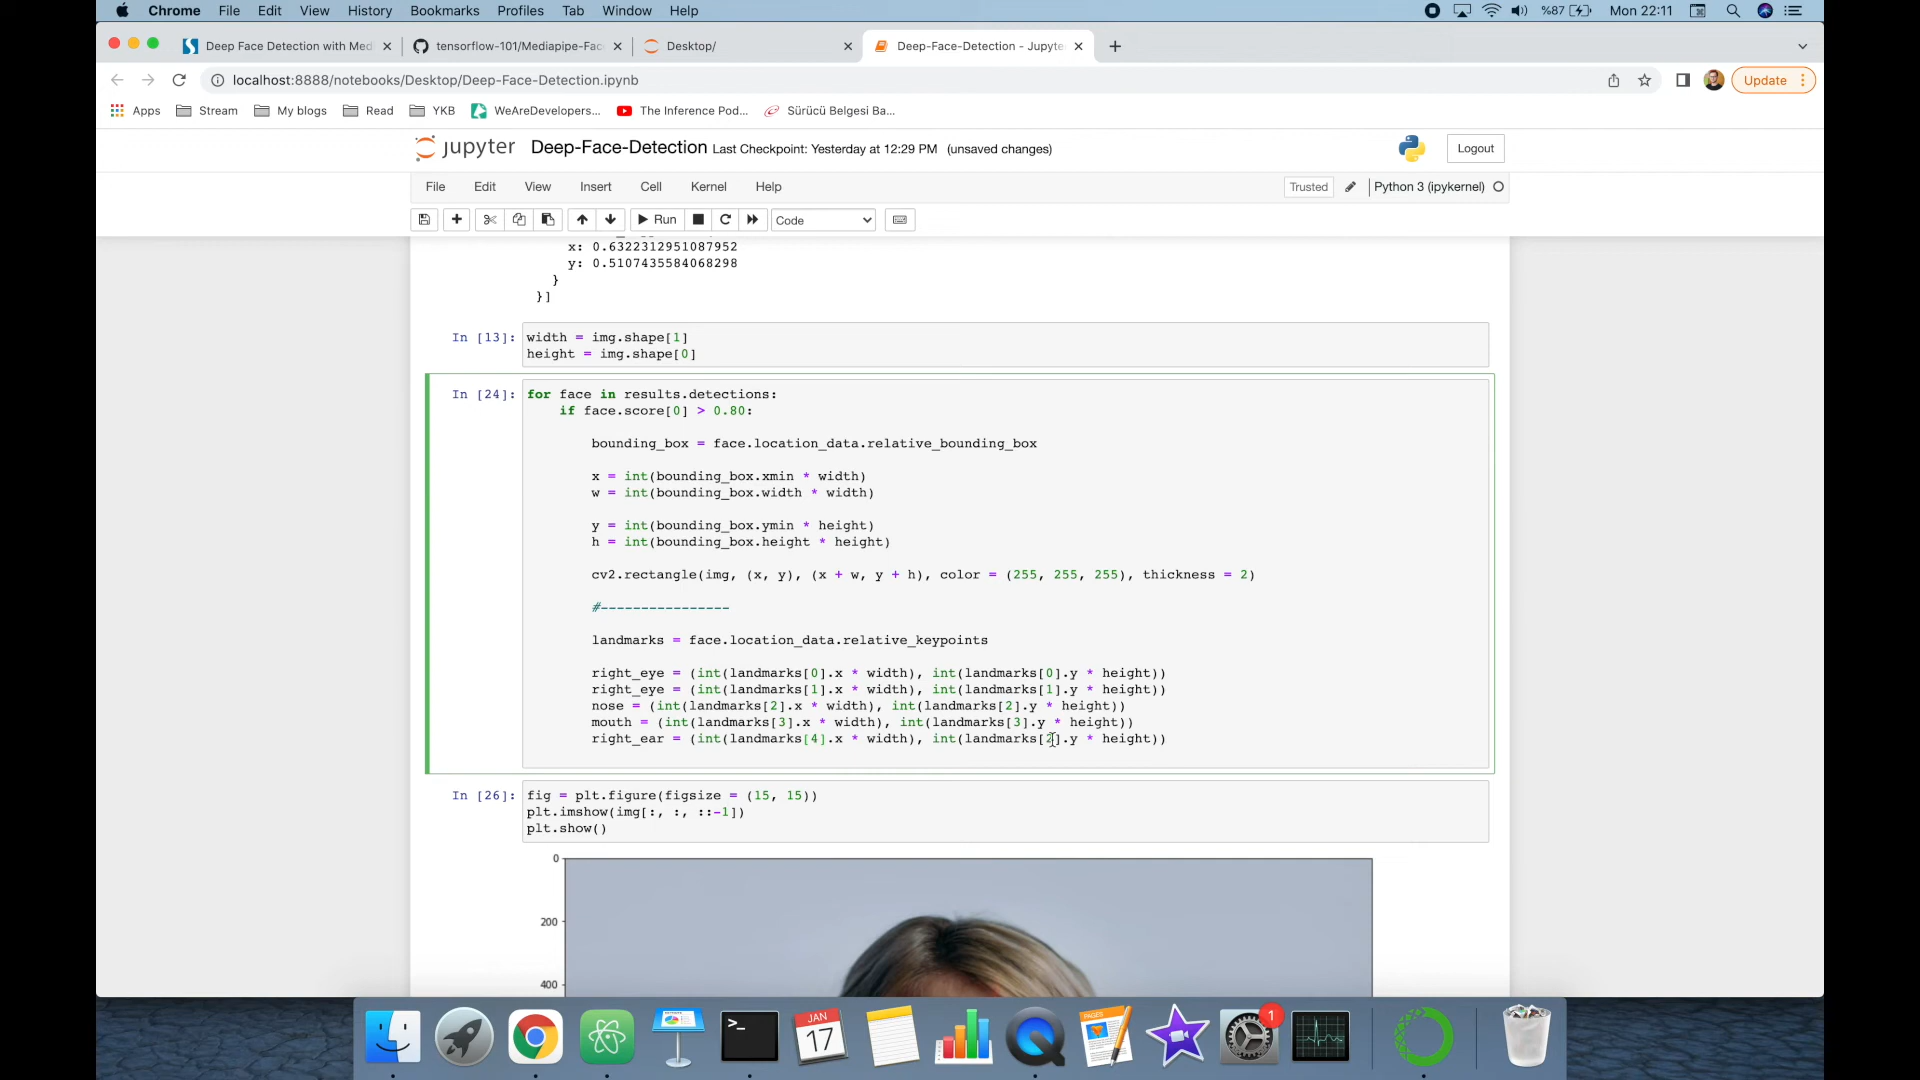 Chrome File Edit View History Bookmarks Profiles Tab Window Help %87 Mon 22:11
Deep Face Detection with Med tensorflow-101/Mediapipe-Fac Desktop/ Deep-Face-Detection - Jupyte
localhost:8888/notebooks/Desktop/Deep-Face-Detection.ipynb Update
Apps Stream My blogs Read YKB WeAreDevelopers... The Inference Pod... Sürücü Belgesi Ba...
jupyter Deep-Face-Detection Last Checkpoint: Yesterday at 12:29 PM (unsaved changes) Logout
File Edit View Insert Cell Kernel Help Trusted Python 3 (ipykernel)
Run Code
x: 0.6322312951087952
y: 0.5107435584068298
}
}]
In [13]: width = img.shape[1]
height = img.shape[0]
In [24]: for face in results.detections:
if face.score[0] > 0.80:
bounding_box = face.location_data.relative_bounding_box
x = int(bounding_box.xmin * width)
w = int(bounding_box.width * width)
y = int(bounding_box.ymin * height)
h = int(bounding_box.height * height)
cv2.rectangle(img, (x, y), (x + w, y + h), color = (255, 255, 255), thickness = 2)
#----------------
landmarks = face.location_data.relative_keypoints
right_eye = (int(landmarks[0].x * width), int(landmarks[0].y * height))
right_eye = (int(landmarks[1].x * width), int(landmarks[1].y * height))
nose = (int(landmarks[2].x * width), int(landmarks[2].y * height))
mouth = (int(landmarks[3].x * width), int(landmarks[3].y * height))
right_ear = (int(landmarks[4].x * width), int(landmarks[2].y * height))
In [26]: fig = plt.figure(figsize = (15, 15))
plt.imshow(img[:, :, ::-1])
plt.show()
0
200
400
JAN
17
PAGES
1